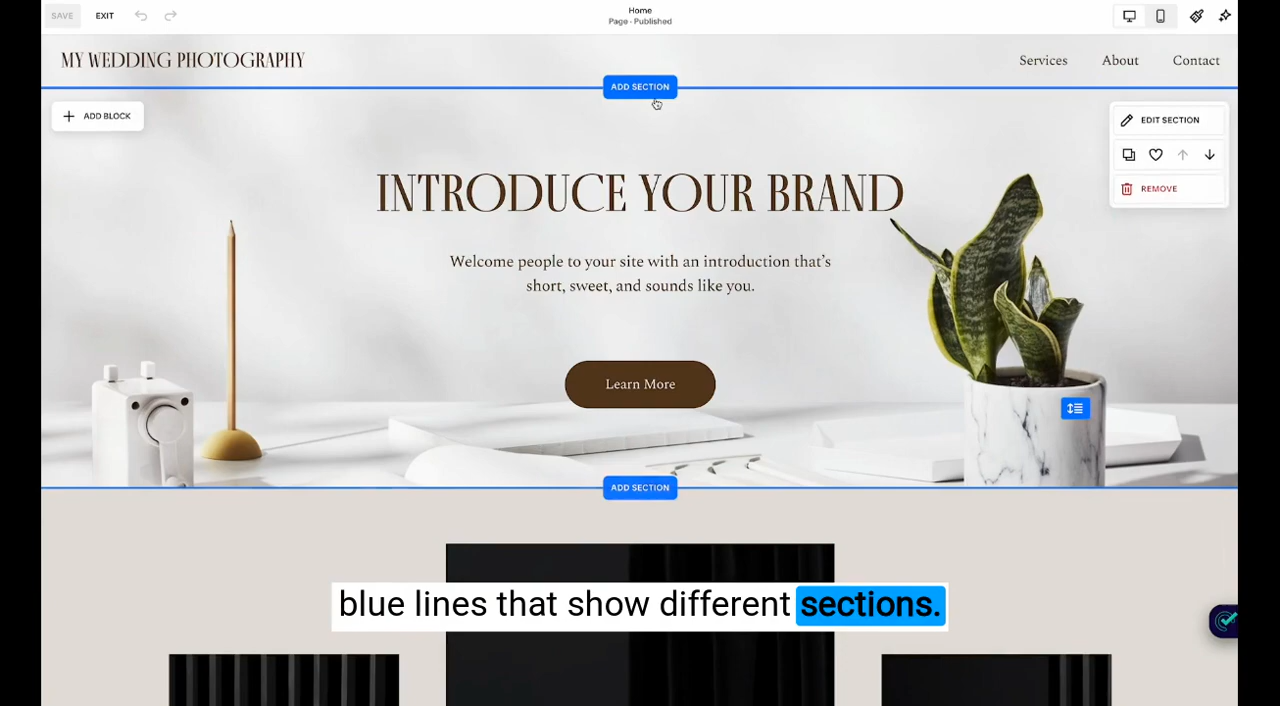 SAVE
EXIT
Home
Page · Published
MY WEDDING PHOTOGRAPHY
Services
About
Contact
ADD SECTION
ADD BLOCK
EDIT SECTION
REMOVE
INTRODUCE YOUR BRAND
Welcome people to your site with an introduction that's
short, sweet, and sounds like you.
Learn More
ADD SECTION
blue lines that show different sections.